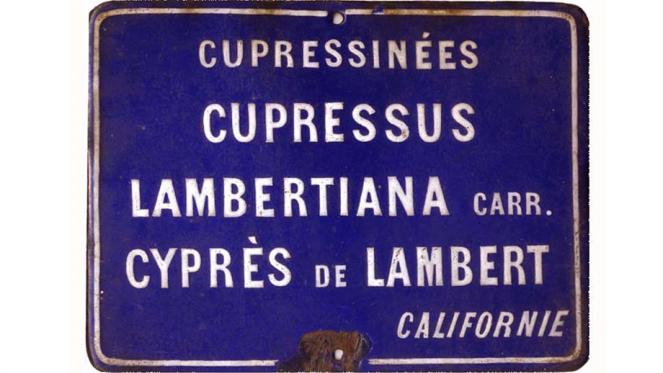 CUPRESSINÉES
CUPRESSUS
LAMBERTIANA CARR.
CYPRÈS DE LAMBERT
CALIFORNIE